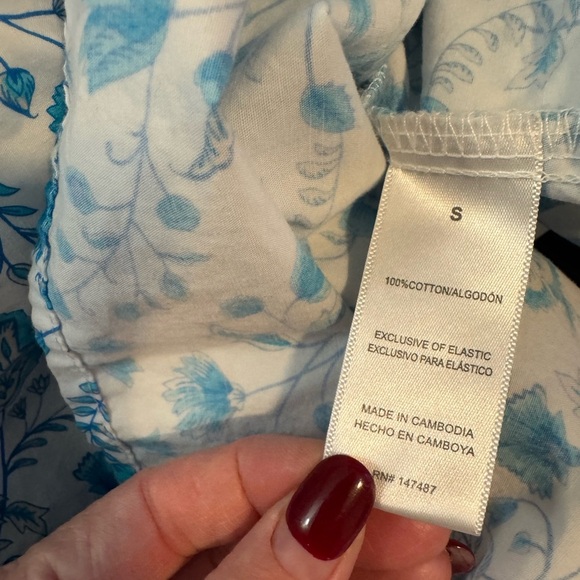 S
100%COTTON/ALGODÓN
EXCLUSIVE OF ELASTIC
EXCLUSIVO PARA ELÁSTICO
MADE IN CAMBODIA
HECHO EN CAMBOYA
RN# 147487